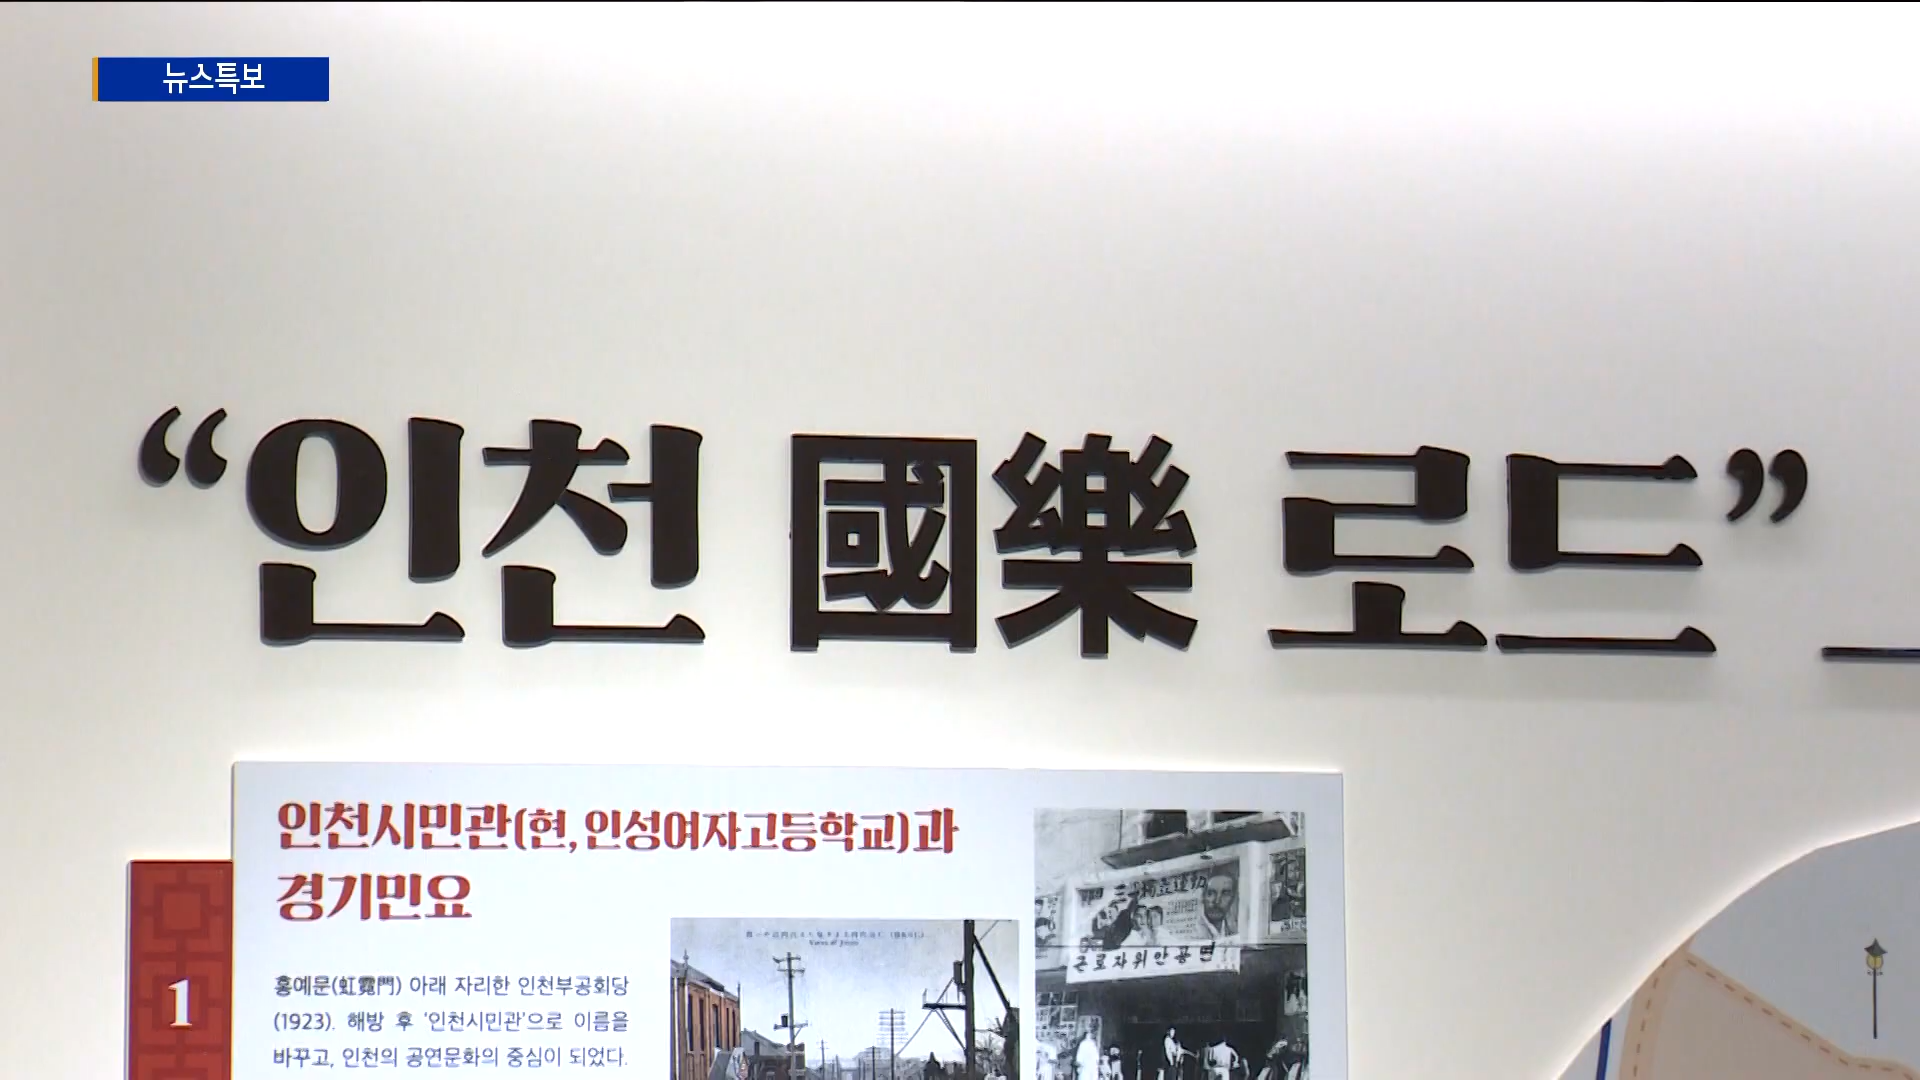 뉴스특보
“인천 國樂 로드”
인천시민관(현, 인성여자고등학교)과
경기민요
1
홍예문(虹霓門) 아래 자리한 인천부공회당
(1923). 해방 후 '인천시민관'으로 이름을
바꾸고, 인천의 공연문화의 중심이 되었다.
근로자위안공연